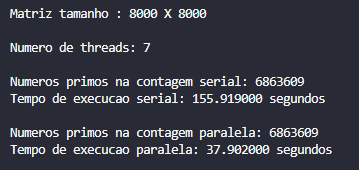 Matriz tamanho : 8000 X 8000
Numero de threads: 7
Numeros primos na contagem serial: 6863609
Tempo de execucao serial: 155.919000 segundos
Numeros primos na contagem paralela: 6863609
Tempo de execucao paralela: 37.902000 segundos